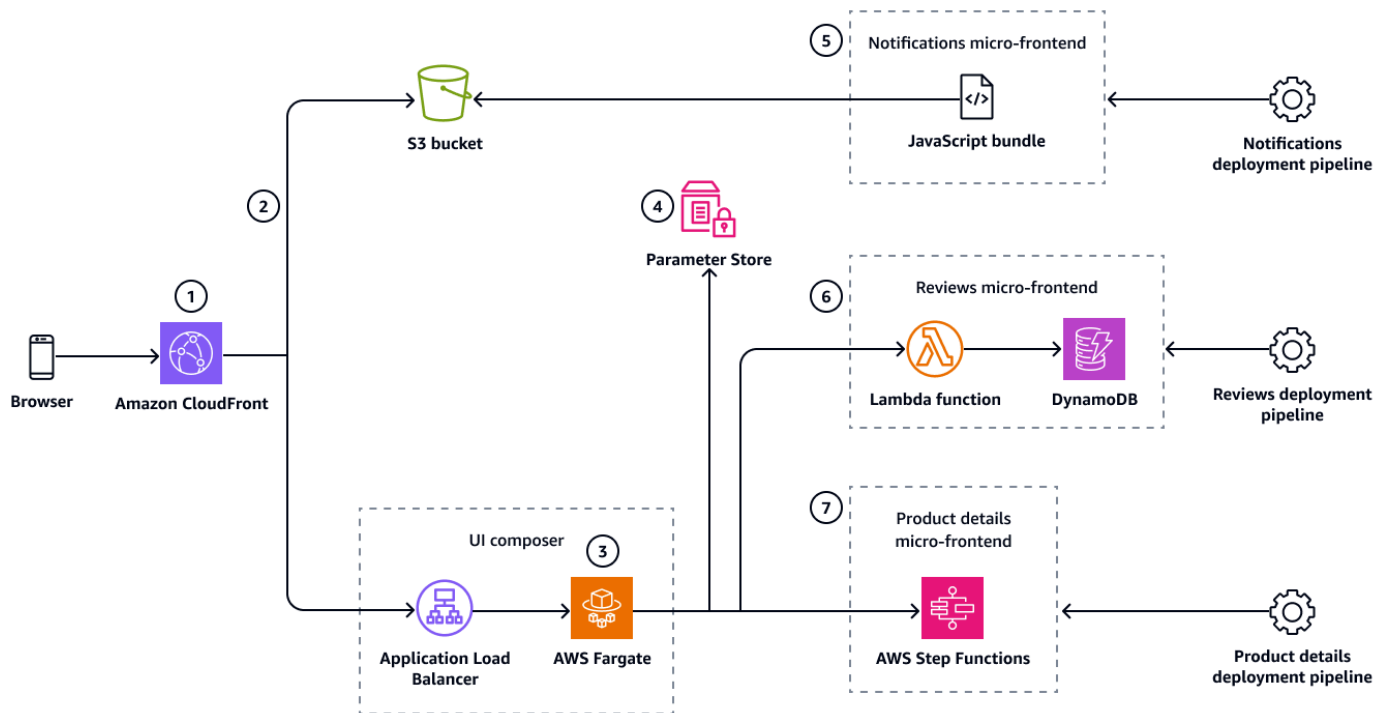 5
Notifications micro-frontend
</>
S3 bucket
JavaScript bundle
Notifications
deployment pipeline
2
4
Parameter Store
1
6
Reviews micro-frontend
Browser
Amazon CloudFront
Lambda function
DynamoDB
Reviews deployment
pipeline
7
Product details
micro-frontend
UI composer
3
Application Load
Balancer
AWS Fargate
AWS Step Functions
Product details
deployment pipeline